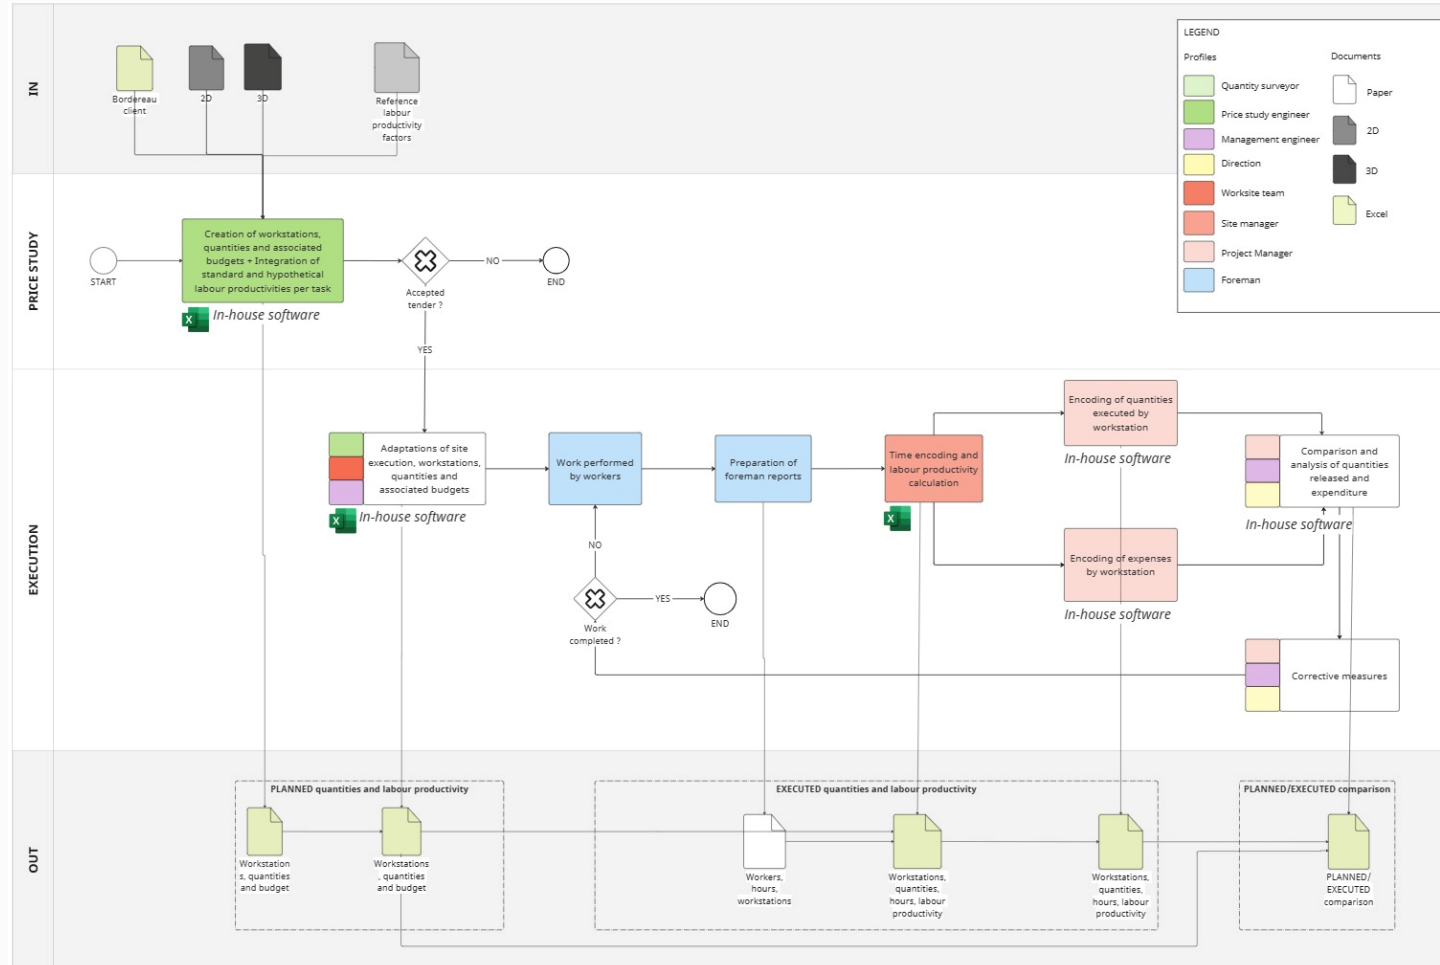 IN
Bordereau
client
2D
3D
Reference
labour
productivity
factors
LEGEND
Profiles
Documents
Quantity surveyor
Price study engineer
Management engineer
Direction
Worksite team
Site manager
Project Manager
Foreman
Paper
2D
3D
Excel
PRICE STUDY
START
Creation of workstations,
quantities and associated
budgets + Integration of
standard and hypothetical
labour productivities per task
X
In-house software
Accepted
tender ?
NO
END
YES
EXECUTION
Adaptations of site
execution, workstations,
quantities and
associated budgets
X
In-house software
Work performed
by workers
Preparation of
foreman reports
Time encoding and
labour productivity
calculation
X
Encoding of quantities
executed by
workstation
In-house software
Encoding of expenses
by workstation
In-house software
Comparison and
analysis of quantities
released and
expenditure
In-house software
NO
Work
completed ?
YES
END
Corrective measures
OUT
PLANNED quantities and labour productivity
Workstation
s, quantities
and budget
Workstations
, quantities
and budget
EXECUTED quantities and labour productivity
Workers,
hours,
workstations
Workstations,
quantities,
hours, labour
productivity
Workstations,
quantities,
hours, labour
productivity
PLANNED/EXECUTED comparison
PLANNED/
EXECUTED
comparison